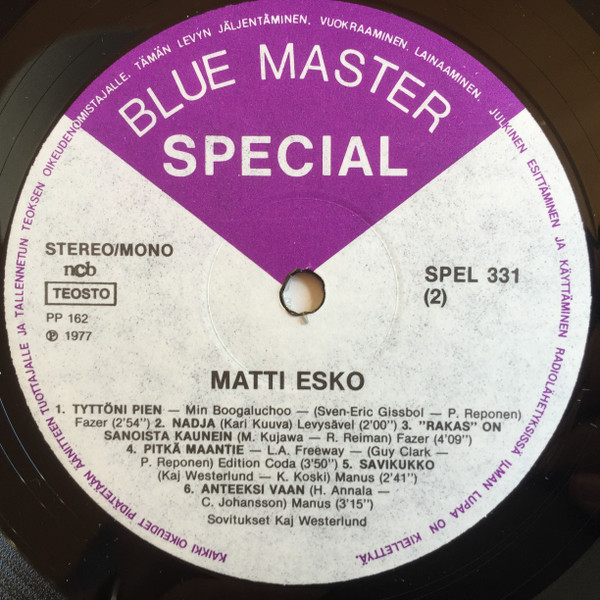 KAIKKI OIKEUDET PIDÄTETÄÄN ÄÄNITTEEN TUOTTAJALLE JA TALLENNETUN TEOKSEN OIKEUDENOMISTAJALLE. TÄMÄN LEVYN JÄLJENTÄMINEN, VUOKRAAMINEN, LAINAAMINEN, JULKINEN ESITTÄMINEN JA KÄYTTÄMINEN RADIOLÄHETYKSISSÄ ILMAN LUPAA ON KIELLETTYÄ.
BLUE MASTER
SPECIAL
STEREO/MONO
ncb
TEOSTO
PP 162
℗ 1977
SPEL 331
(2)
MATTI ESKO
1. TYTTÖNI PIEN — Min Boogaluchoo — (Sven-Eric Gissbol — P. Reponen)
Fazer (2'54") 2. NADJA (Kari Kuuva) Levysävel (2'00") 3. "RAKAS" ON
SANOISTA KAUNEIN (M. Kujawa — R. Reiman) Fazer (4'09")
4. PITKÄ MAANTIE — L.A. Freeway — (Guy Clark —
P. Reponen) Edition Coda (3'50") 5. SAVIKUKKO
(Kaj Westerlund — K. Koski) Manus (2'41")
6. ANTEEKSI VAAN (H. Annala —
C. Johansson) Manus (3'15")
Sovitukset Kaj Westerlund